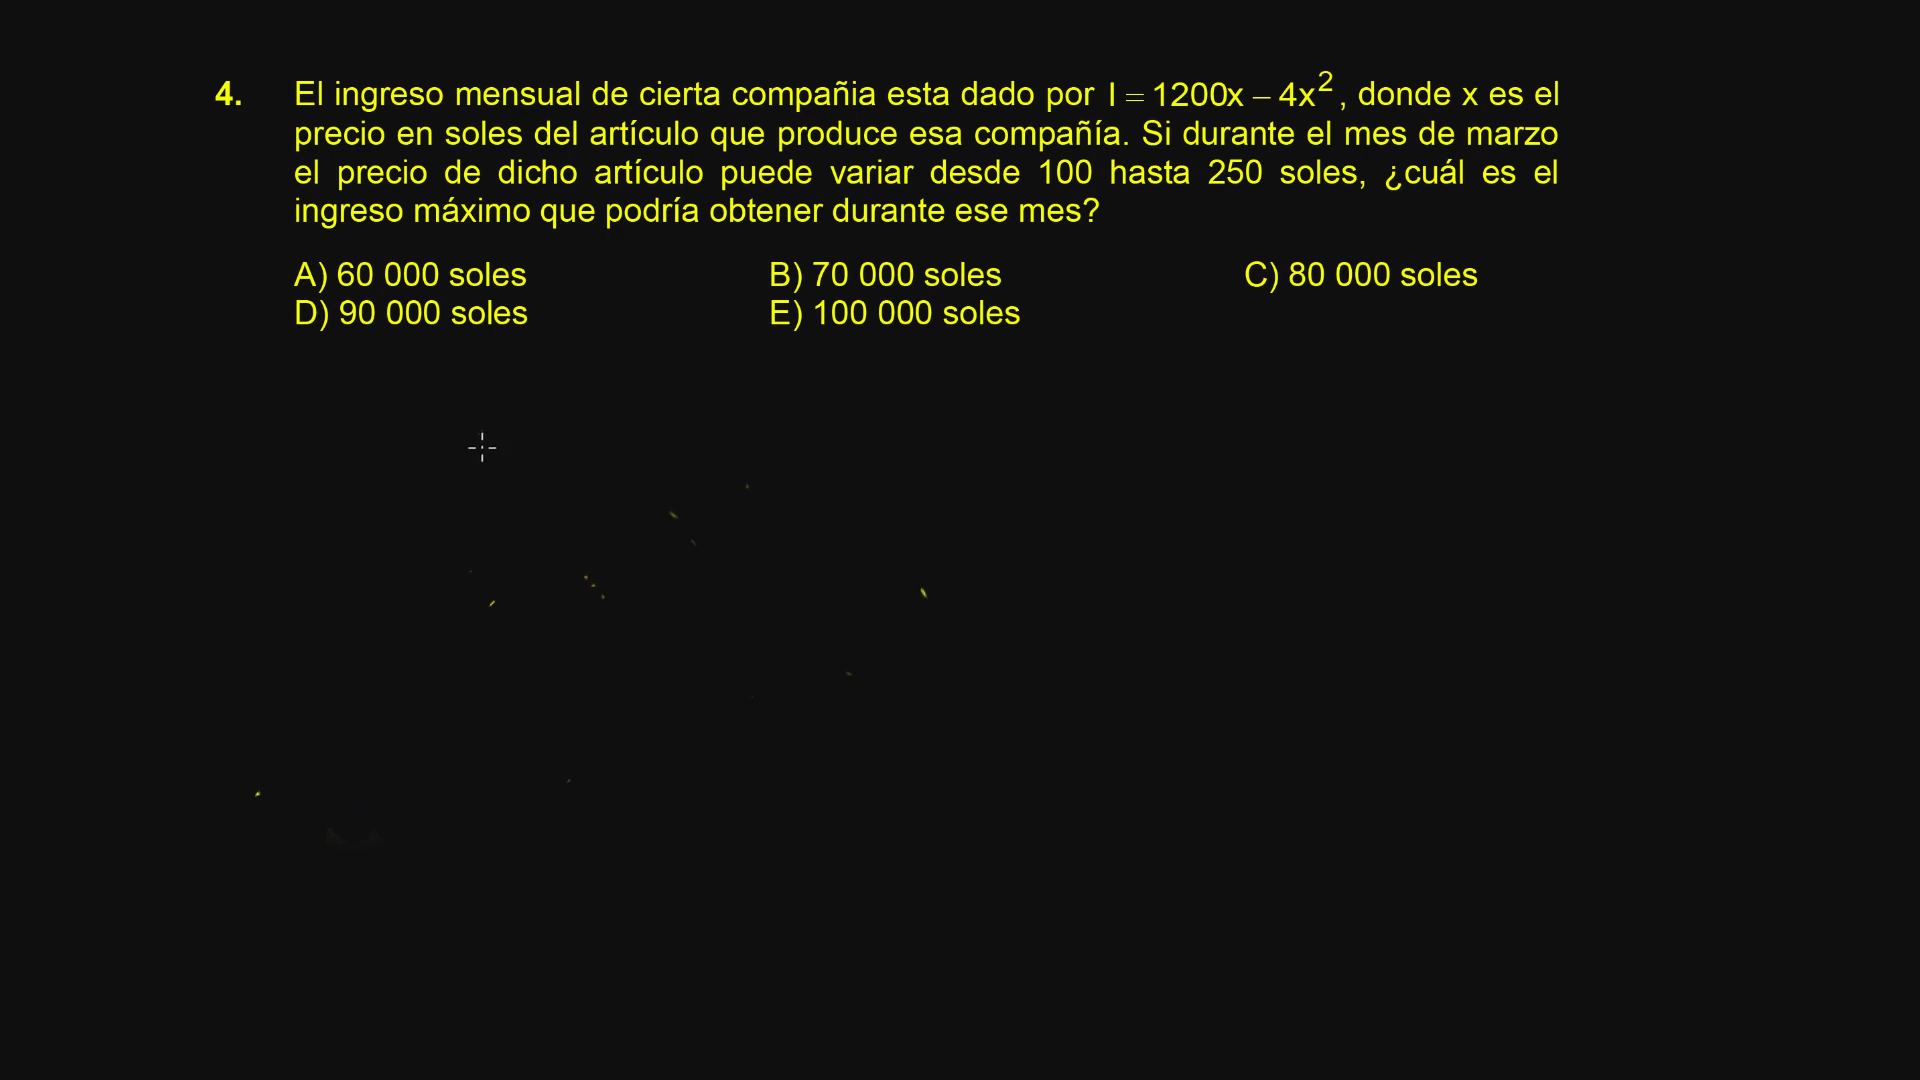 4. El ingreso mensual de cierta compañia esta dado por I = 1200x – 4x², donde x es el
precio en soles del artículo que produce esa compañía. Si durante el mes de marzo
el precio de dicho artículo puede variar desde 100 hasta 250 soles, ¿cuál es el
ingreso máximo que podría obtener durante ese mes?
A) 60 000 soles B) 70 000 soles C) 80 000 soles
D) 90 000 soles E) 100 000 soles